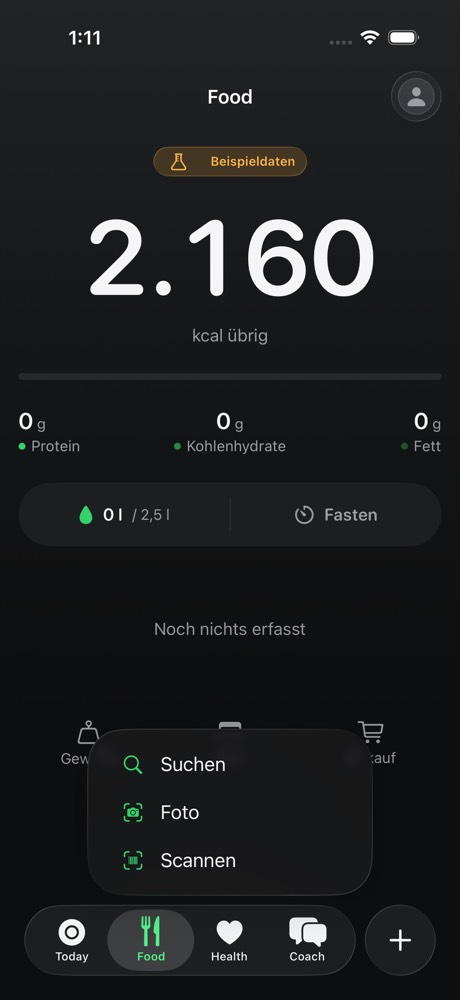 1:11
Food
Beispieldaten
2.160
kcal übrig
0 g 0 g 0 g
Protein Kohlenhydrate Fett
0 l / 2,5 l Fasten
Noch nichts erfasst
Suchen
Foto
Scannen
Today Food Health Coach